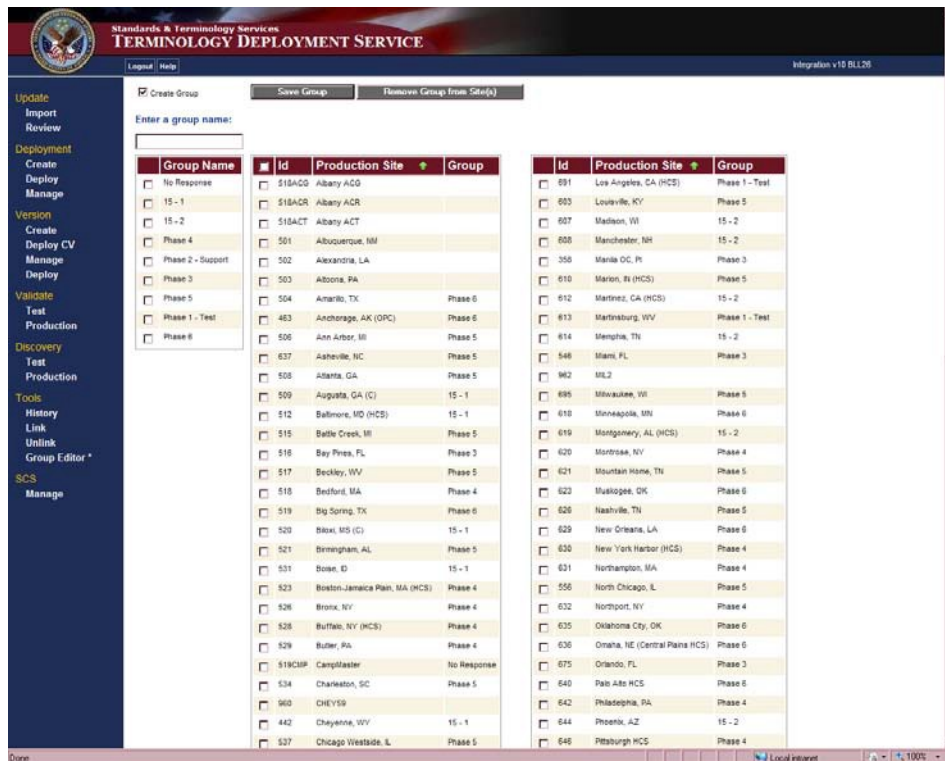 Standards & Terminology Services
TERMINOLOGY DEPLOYMENT SERVICE
Logout Help
Integration v10 BLL26
Update
Import
Review
Deployment
Create
Deploy
Manage
Version
Create
Deploy CV
Manage
Deploy
Validate
Test
Production
Discovery
Test
Production
Tools
History
Link
Unlink
Group Editor *
SCS
Manage
Create Group
Save Group
Remove Group from Site(s)
Enter a group name:
Group Name
No Response
15 - 1
15 - 2
Phase 4
Phase 2 - Support
Phase 3
Phase 5
Phase 1 - Test
Phase 6
Id Production Site Group
518ACG Albany ACG
518ACR Albany ACR
518ACT Albany ACT
501 Albuquerque, NM
502 Alexandria, LA
503 Altoona, PA
504 Amarillo, TX Phase 6
463 Anchorage, AK (OPC) Phase 6
506 Ann Arbor, MI Phase 5
637 Asheville, NC Phase 5
508 Atlanta, GA Phase 5
509 Augusta, GA (C) 15 - 1
512 Baltimore, MD (HCS) 15 - 1
515 Battle Creek, MI Phase 5
516 Bay Pines, FL Phase 3
517 Beckley, WV Phase 5
518 Bedford, MA Phase 4
519 Big Spring, TX Phase 6
520 Biloxi, MS (C) 15 - 1
521 Birmingham, AL Phase 5
531 Boise, ID 15 - 1
523 Boston-Jamaica Plain, MA (HCS) Phase 4
526 Bronx, NY Phase 4
528 Buffalo, NY (HCS) Phase 4
529 Butler, PA Phase 4
519CMP CampMaster No Response
534 Charleston, SC Phase 5
960 CHEY59
442 Cheyenne, WY 15 - 1
537 Chicago Westside, IL Phase 5
Id Production Site Group
691 Los Angeles, CA (HCS) Phase 1 - Test
603 Louisville, KY Phase 5
607 Madison, WI 15 - 2
608 Manchester, NH 15 - 2
358 Manila OC, PI Phase 3
610 Marion, IN (HCS) Phase 5
612 Martinez, CA (HCS) 15 - 2
613 Martinsburg, WV Phase 1 - Test
614 Memphis, TN 15 - 2
546 Miami, FL Phase 3
962 MIL2
695 Milwaukee, WI Phase 5
618 Minneapolis, MN Phase 6
619 Montgomery, AL (HCS) 15 - 2
620 Montrose, NY Phase 4
621 Mountain Home, TN Phase 5
623 Muskogee, OK Phase 6
626 Nashville, TN Phase 5
629 New Orleans, LA Phase 6
630 New York Harbor (HCS) Phase 4
631 Northampton, MA Phase 4
556 North Chicago, IL Phase 5
632 Northport, NY Phase 4
635 Oklahoma City, OK Phase 6
636 Omaha, NE (Central Plains HCS) Phase 6
675 Orlando, FL Phase 3
640 Palo Alto HCS Phase 6
642 Philadelphia, PA Phase 4
644 Phoenix, AZ 15 - 2
646 Pittsburgh HCS Phase 4
Done
Local intranet
100%